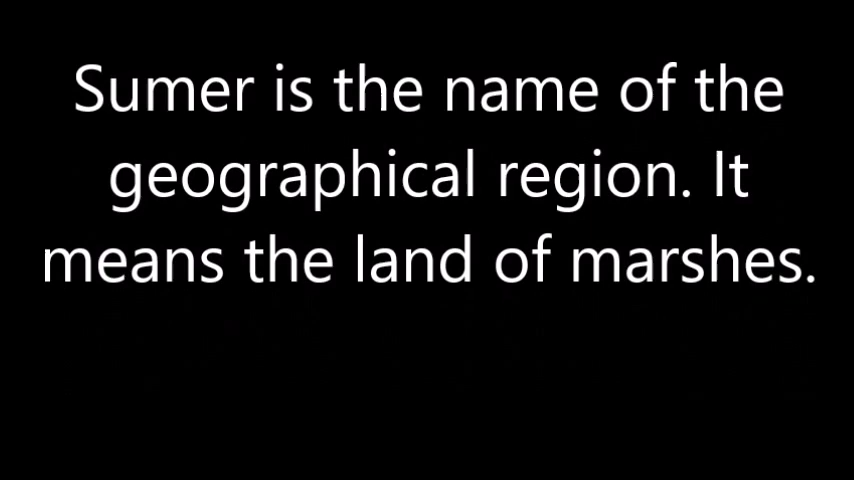 Sumer is the name of the
geographical region. It
means the land of marshes.